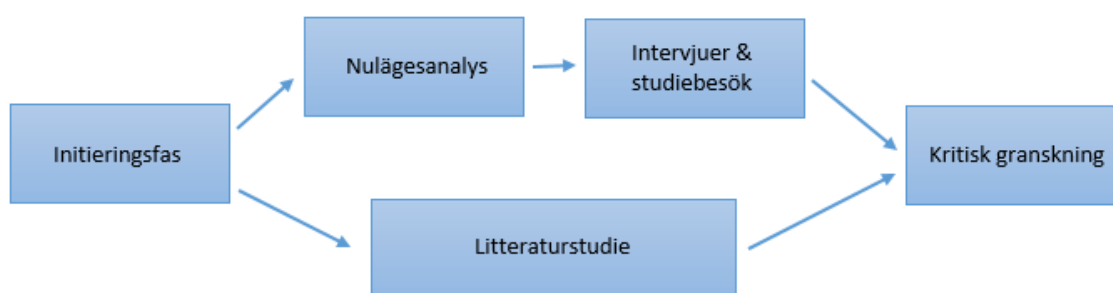 Initieringsfas
Nulägesanalys
Intervjuer &
studiebesök
Litteraturstudie
Kritisk granskning